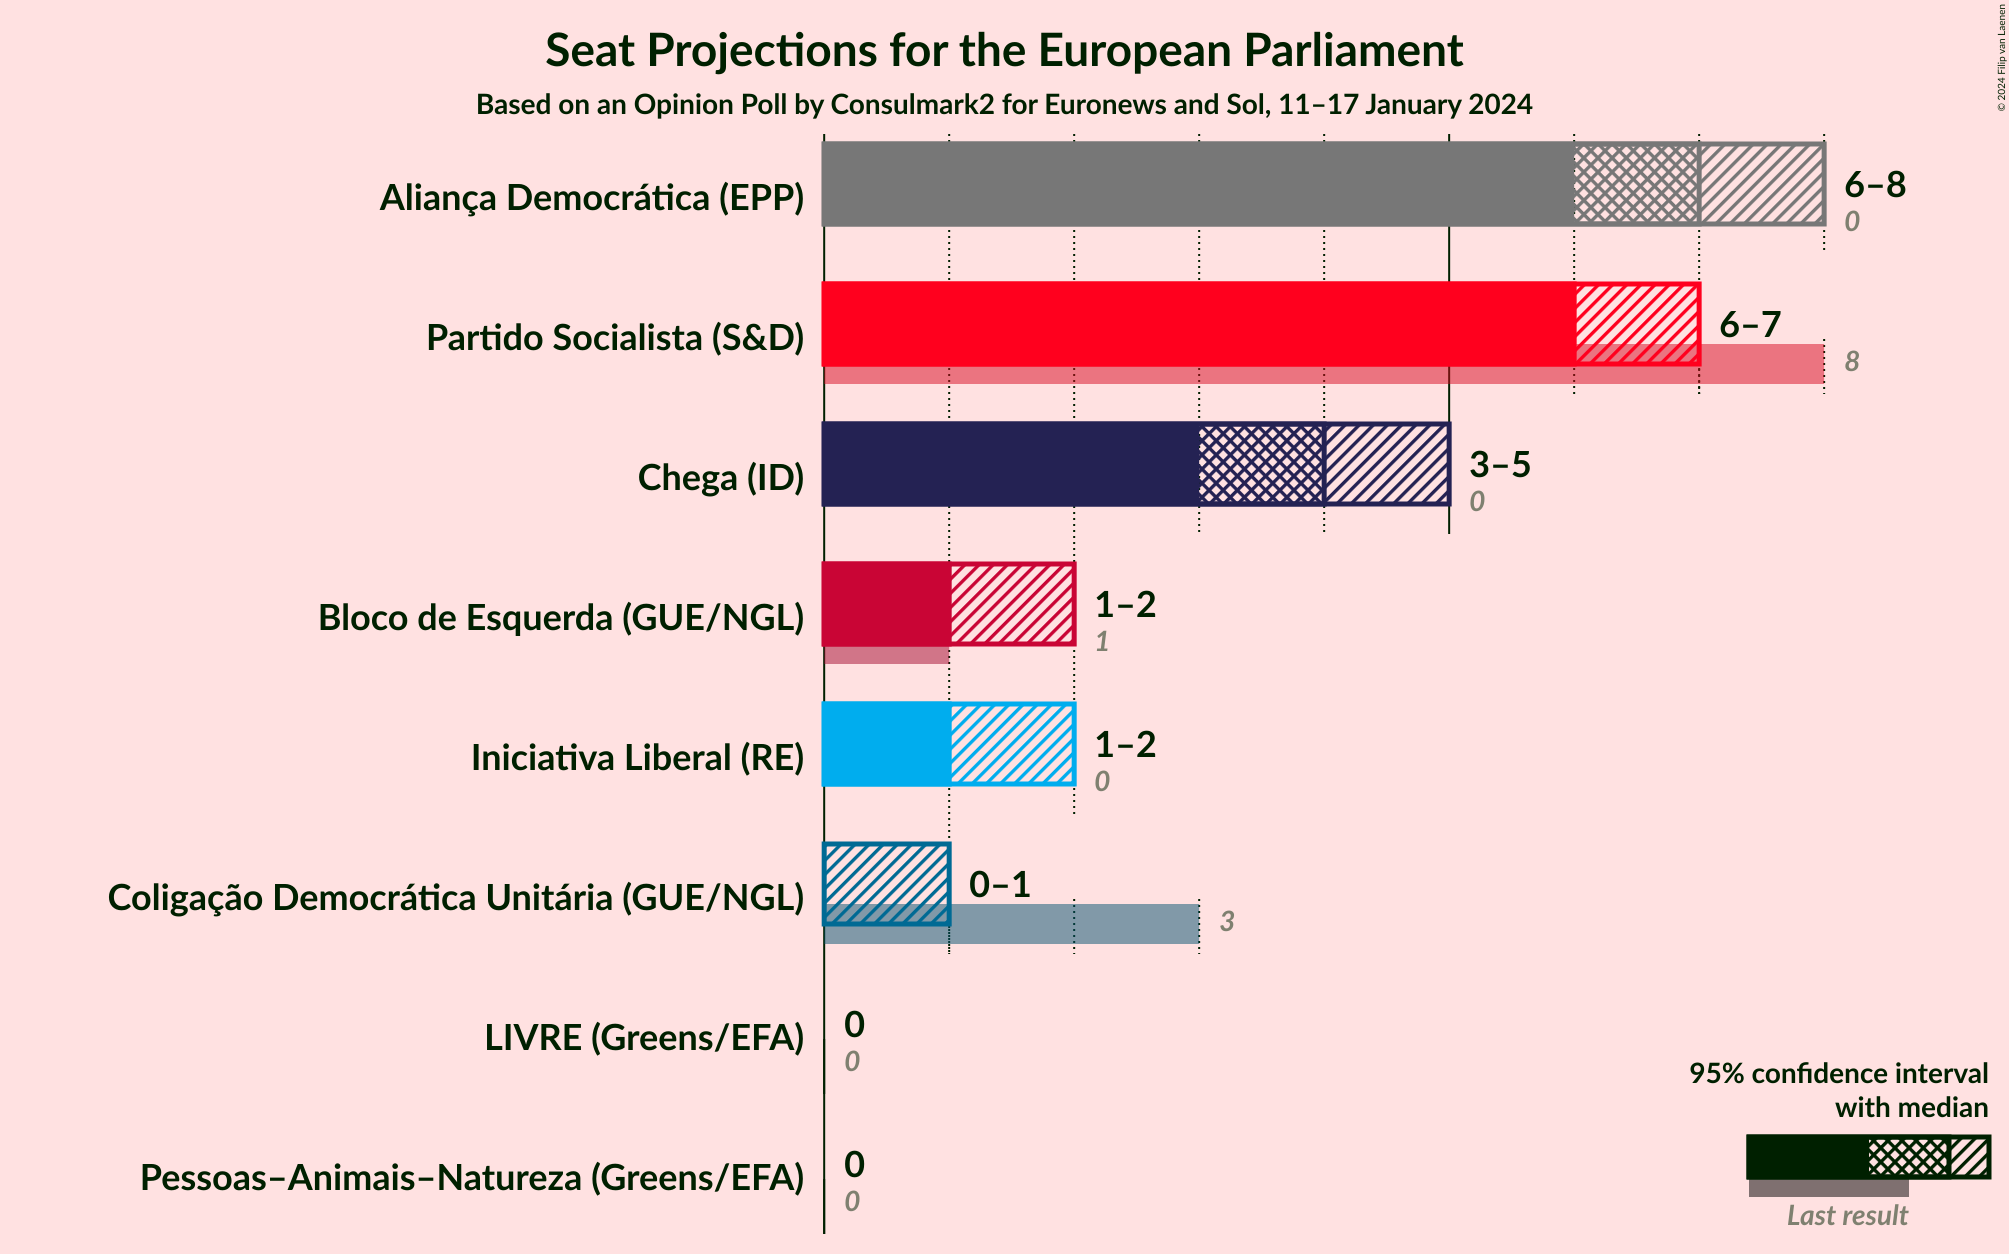 Seat Projections for the European Parliament
Based on an Opinion Poll by Consulmark2 for Euronews and Sol, 11–17 January 2024
© 2024 Filip van Laenen
Aliança Democrática (EPP)
6–8
0
Partido Socialista (S&D)
6–7
8
Chega (ID)
3–5
0
Bloco de Esquerda (GUE/NGL)
1–2
1
Iniciativa Liberal (RE)
1–2
0
Coligação Democrática Unitária (GUE/NGL)
0–1
3
LIVRE (Greens/EFA)
0
0
Pessoas–Animais–Natureza (Greens/EFA)
0
0
95% confidence interval
with median
Last result